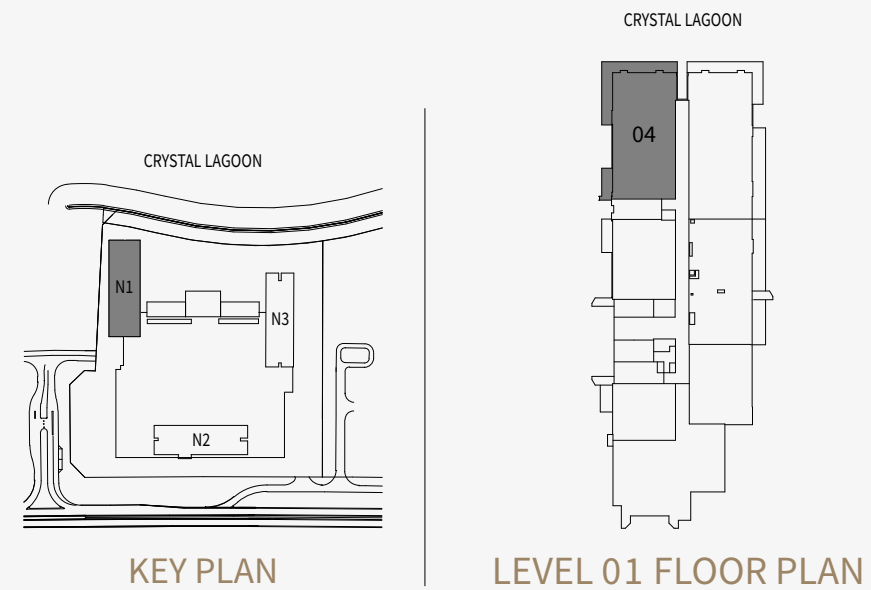 CRYSTAL LAGOON
N1
N3
N2
KEY PLAN
CRYSTAL LAGOON
04
LEVEL 01 FLOOR PLAN